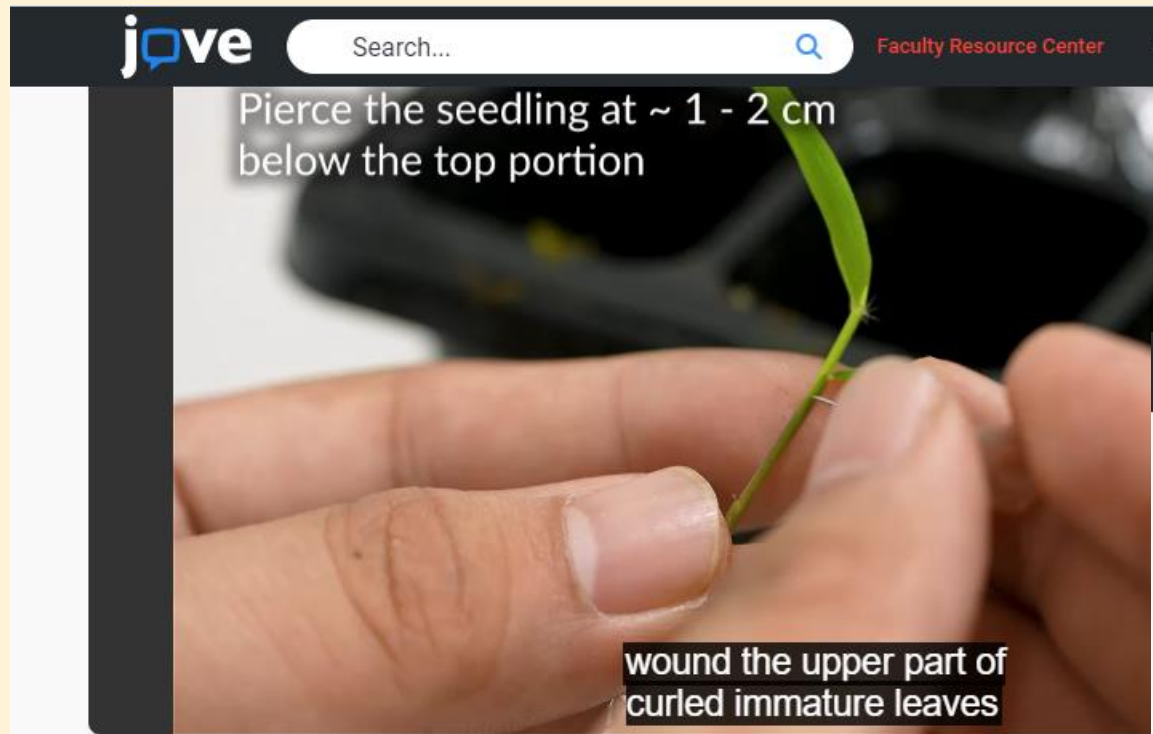 jove
Search...
Faculty Resource Center
Pierce the seedling at ~ 1 - 2 cm
below the top portion
wound the upper part of
curled immature leaves